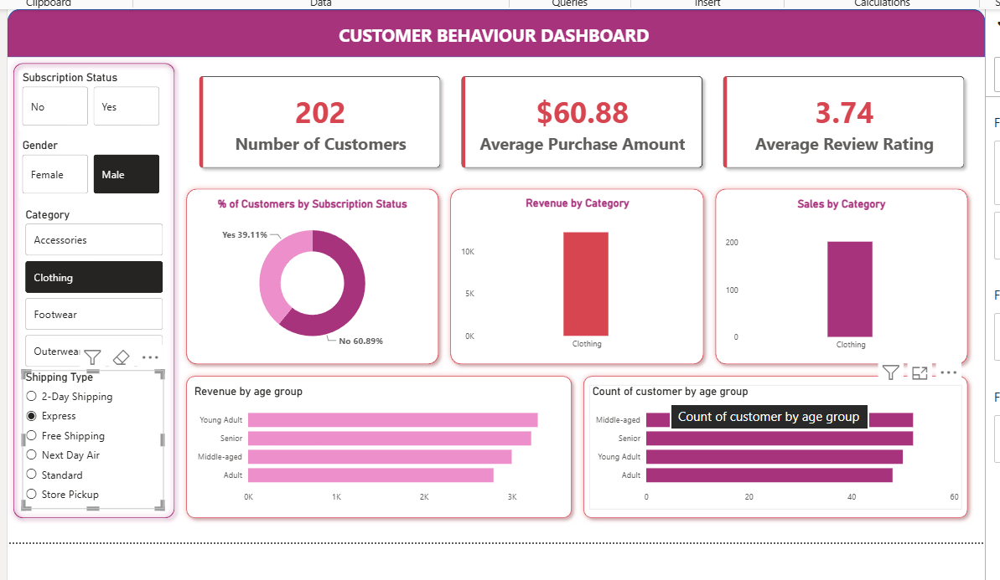 Clipboard Data Queries Insert Calculations
CUSTOMER BEHAVIOUR DASHBOARD
Subscription Status
No Yes
Gender
Female Male
Category
Accessories
Clothing
Footwear
Shipping Type
2-Day Shipping
Express
Free Shipping
Next Day Air
Standard
Store Pickup
202
Number of Customers
$60.88
Average Purchase Amount
3.74
Average Review Rating
% of Customers by Subscription Status
Yes 39.11%
No 60.89%
Revenue by Category
10K
5K
0K
Clothing
Sales by Category
200
100
0
Clothing
Revenue by age group
Young Adult
Senior
Middle-aged
Adult
0K 1K 2K 3K
Count of customer by age group
Count of customer by age group
Middle-aged
Senior
Young Adult
Adult
0 20 40 60